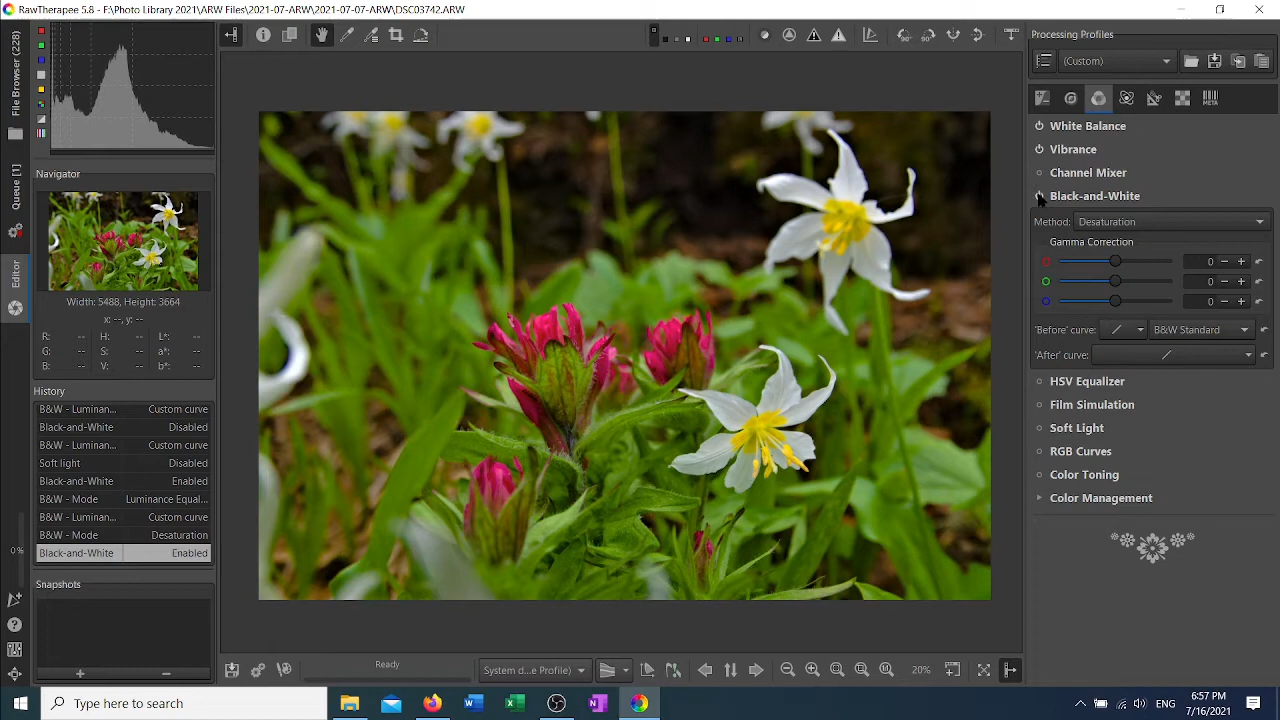 RawTherapee 5.8 - F:\Photo Library 2021\ARW Files\2021-07-ARW\2021-07-ARW\DSC03742.ARW
File Browser (228)
Queue [1]
Editor
0%
Navigator
Width: 5488, Height: 3664
x: --, y: --
R: -- H: -- L*: --
G: -- S: -- a*: --
B: -- V: -- b*: --
History
B&W - Luminan... Custom curve
Black-and-White Disabled
B&W - Luminan... Custom curve
Soft light Disabled
Black-and-White Enabled
B&W - Mode Luminance Equal...
B&W - Luminan... Custom curve
B&W - Mode Desaturation
Black-and-White Enabled
Snapshots
Ready
System d...e Profile)
20%
Processing Profiles
(Custom)
META
White Balance
Vibrance
Channel Mixer
Black-and-White
Method: Desaturation
Gamma Correction
0
0
0
'Before' curve: B&W Standard
'After' curve:
HSV Equalizer
Film Simulation
Soft Light
RGB Curves
Color Toning
Color Management
Type here to search
ENG
6:57 PM
7/16/2021